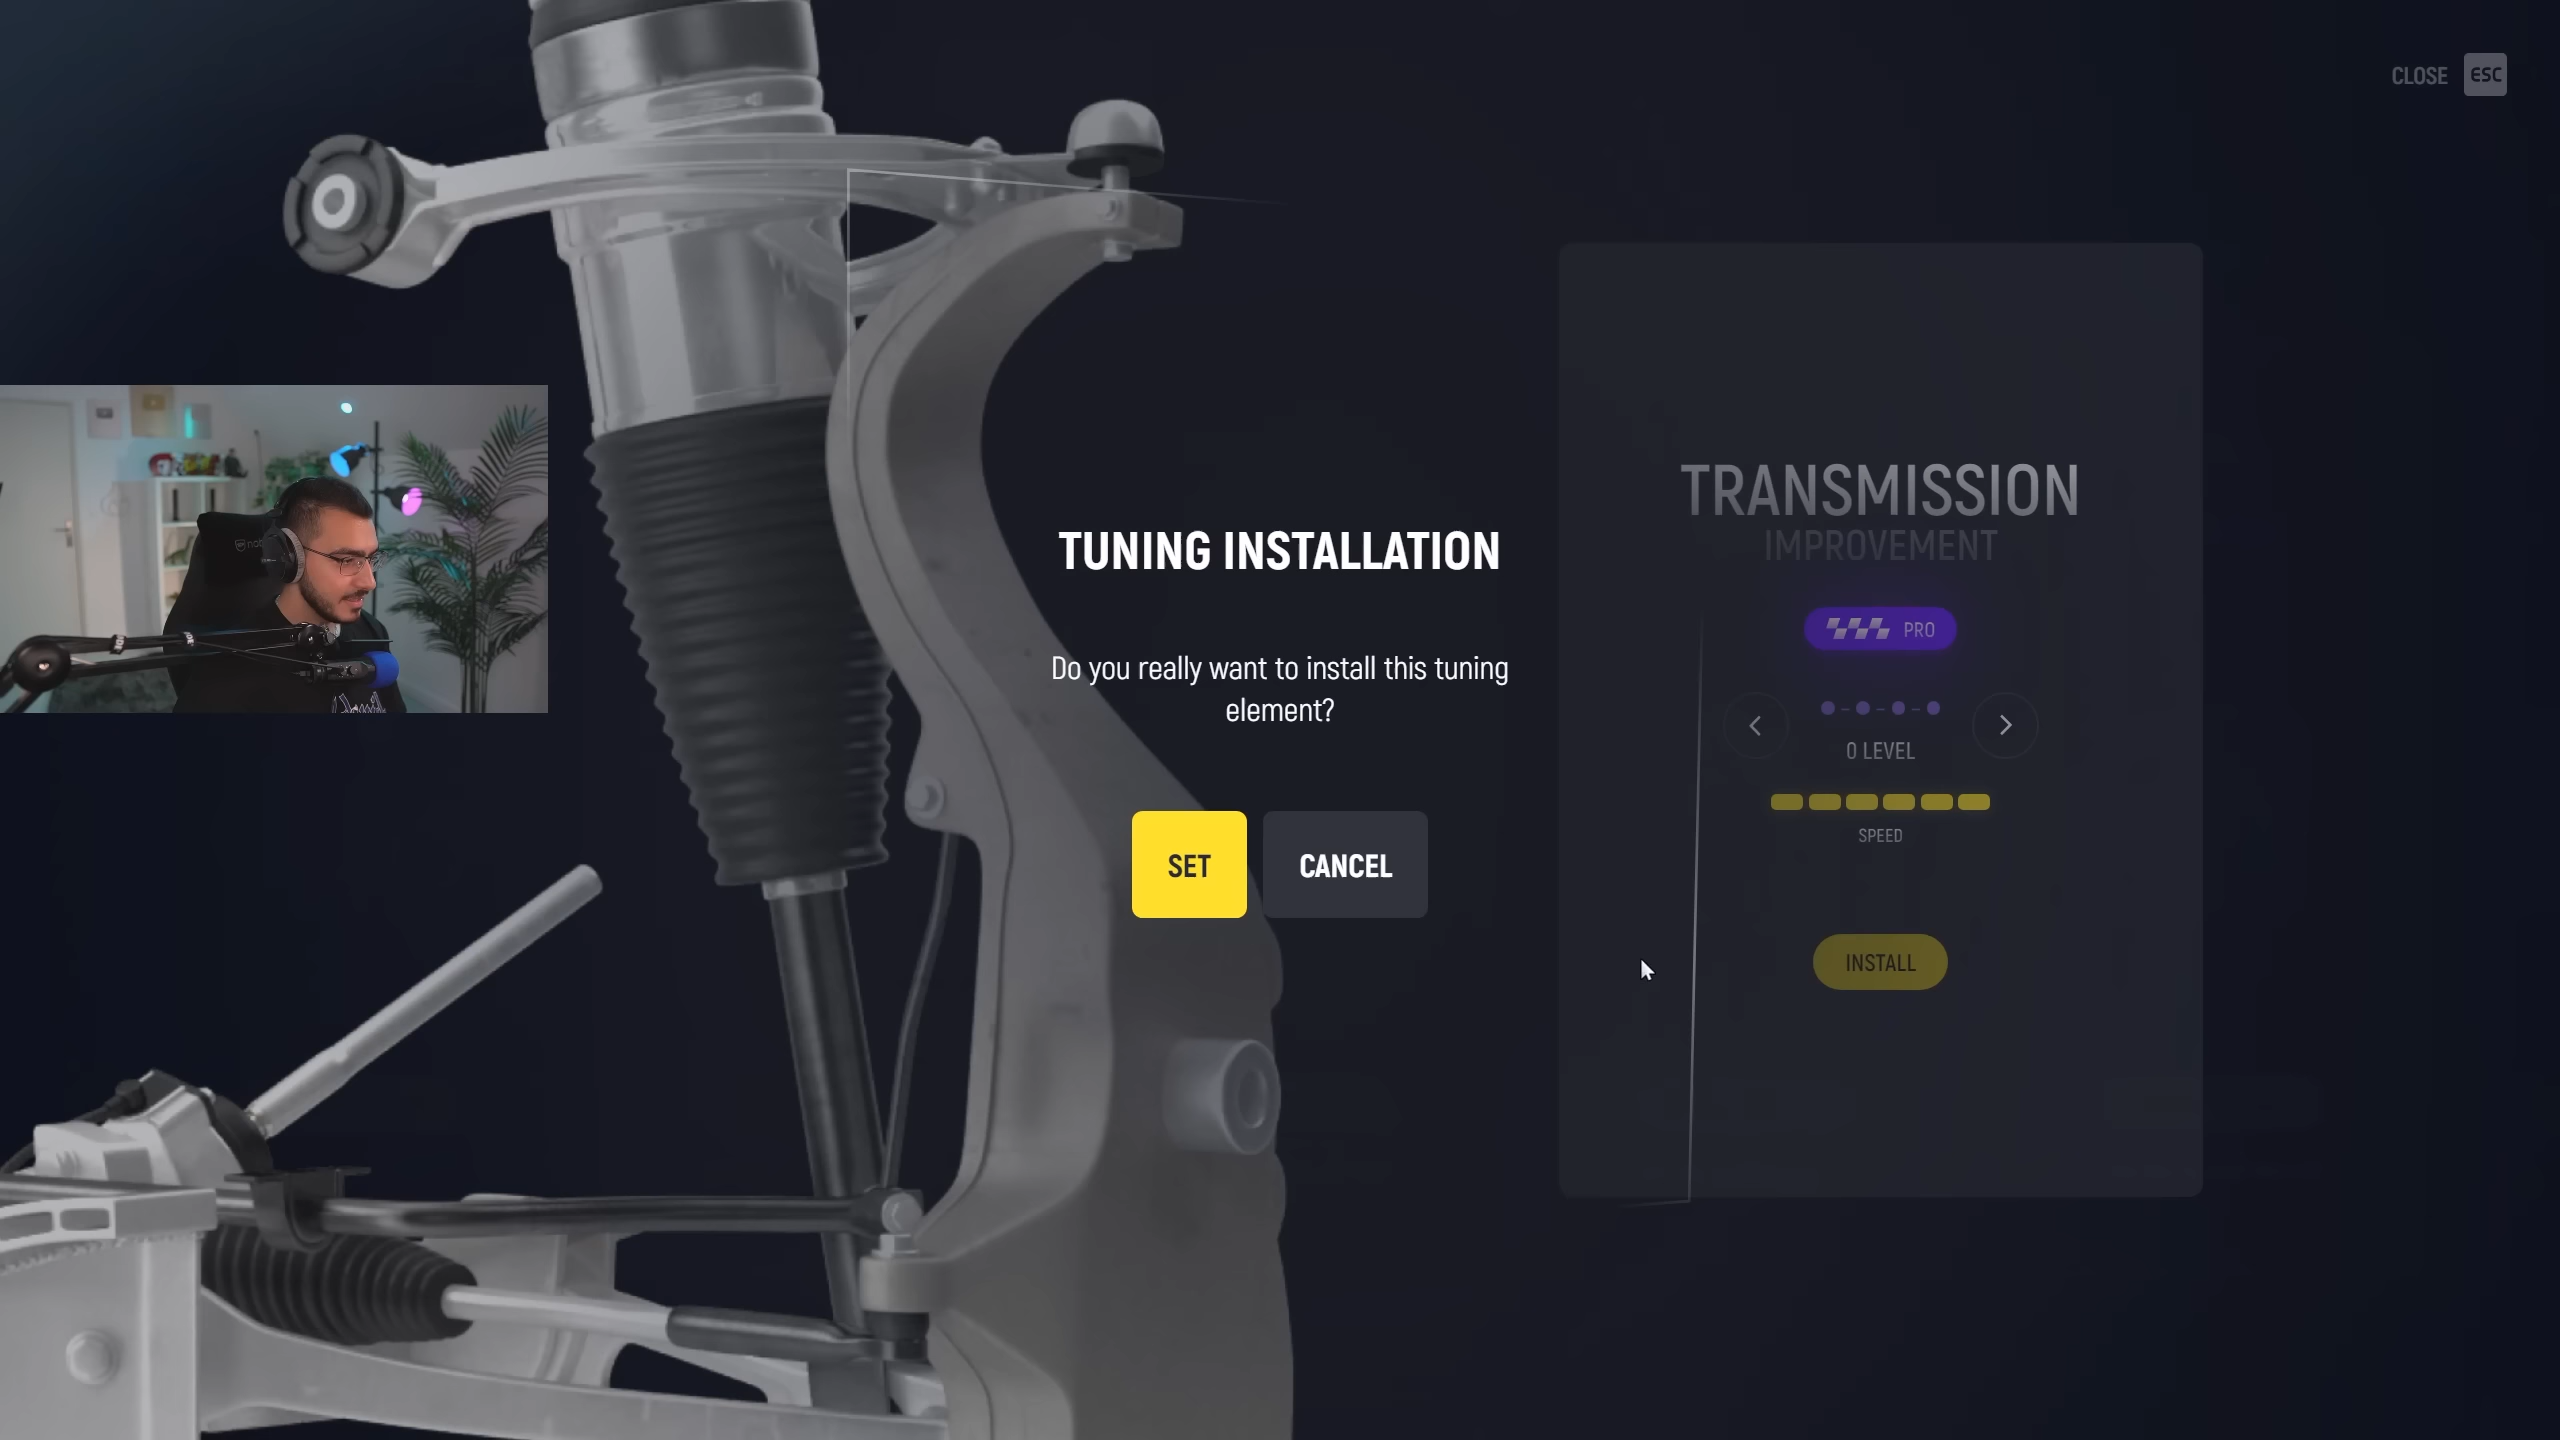 CLOSE ESC
TUNING INSTALLATION
Do you really want to install this tuning
element?
SET
CANCEL
TRANSMISSION
IMPROVEMENT
PRO
0 LEVEL
SPEED
INSTALL